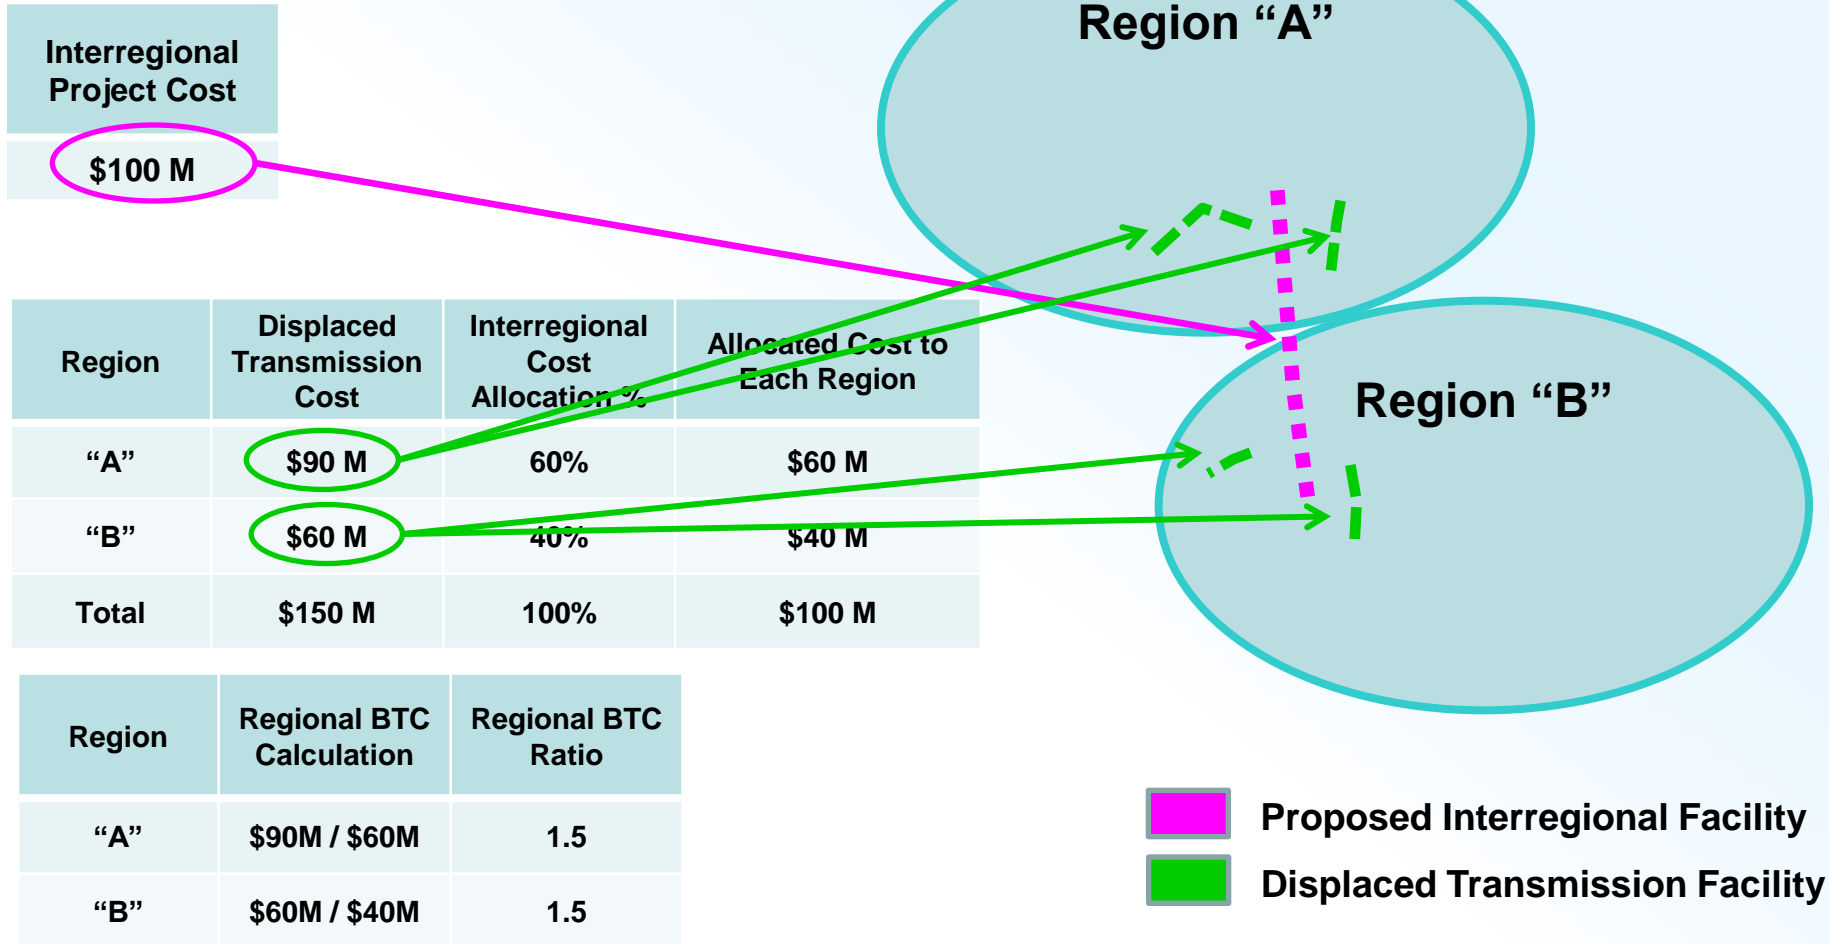 Region “A”
Interregional
Project Cost
$100 M
Region
Displaced
Transmission
Cost
Interregional
Cost
Allocation %
Allocated Cost to
Each Region
“A”
$90 M
60%
$60 M
“B”
$60 M
40%
$40 M
Total
$150 M
100%
$100 M
Region “B”
Region
Regional BTC
Calculation
Regional BTC
Ratio
“A”
$90M / $60M
1.5
“B”
$60M / $40M
1.5
Proposed Interregional Facility
Displaced Transmission Facility